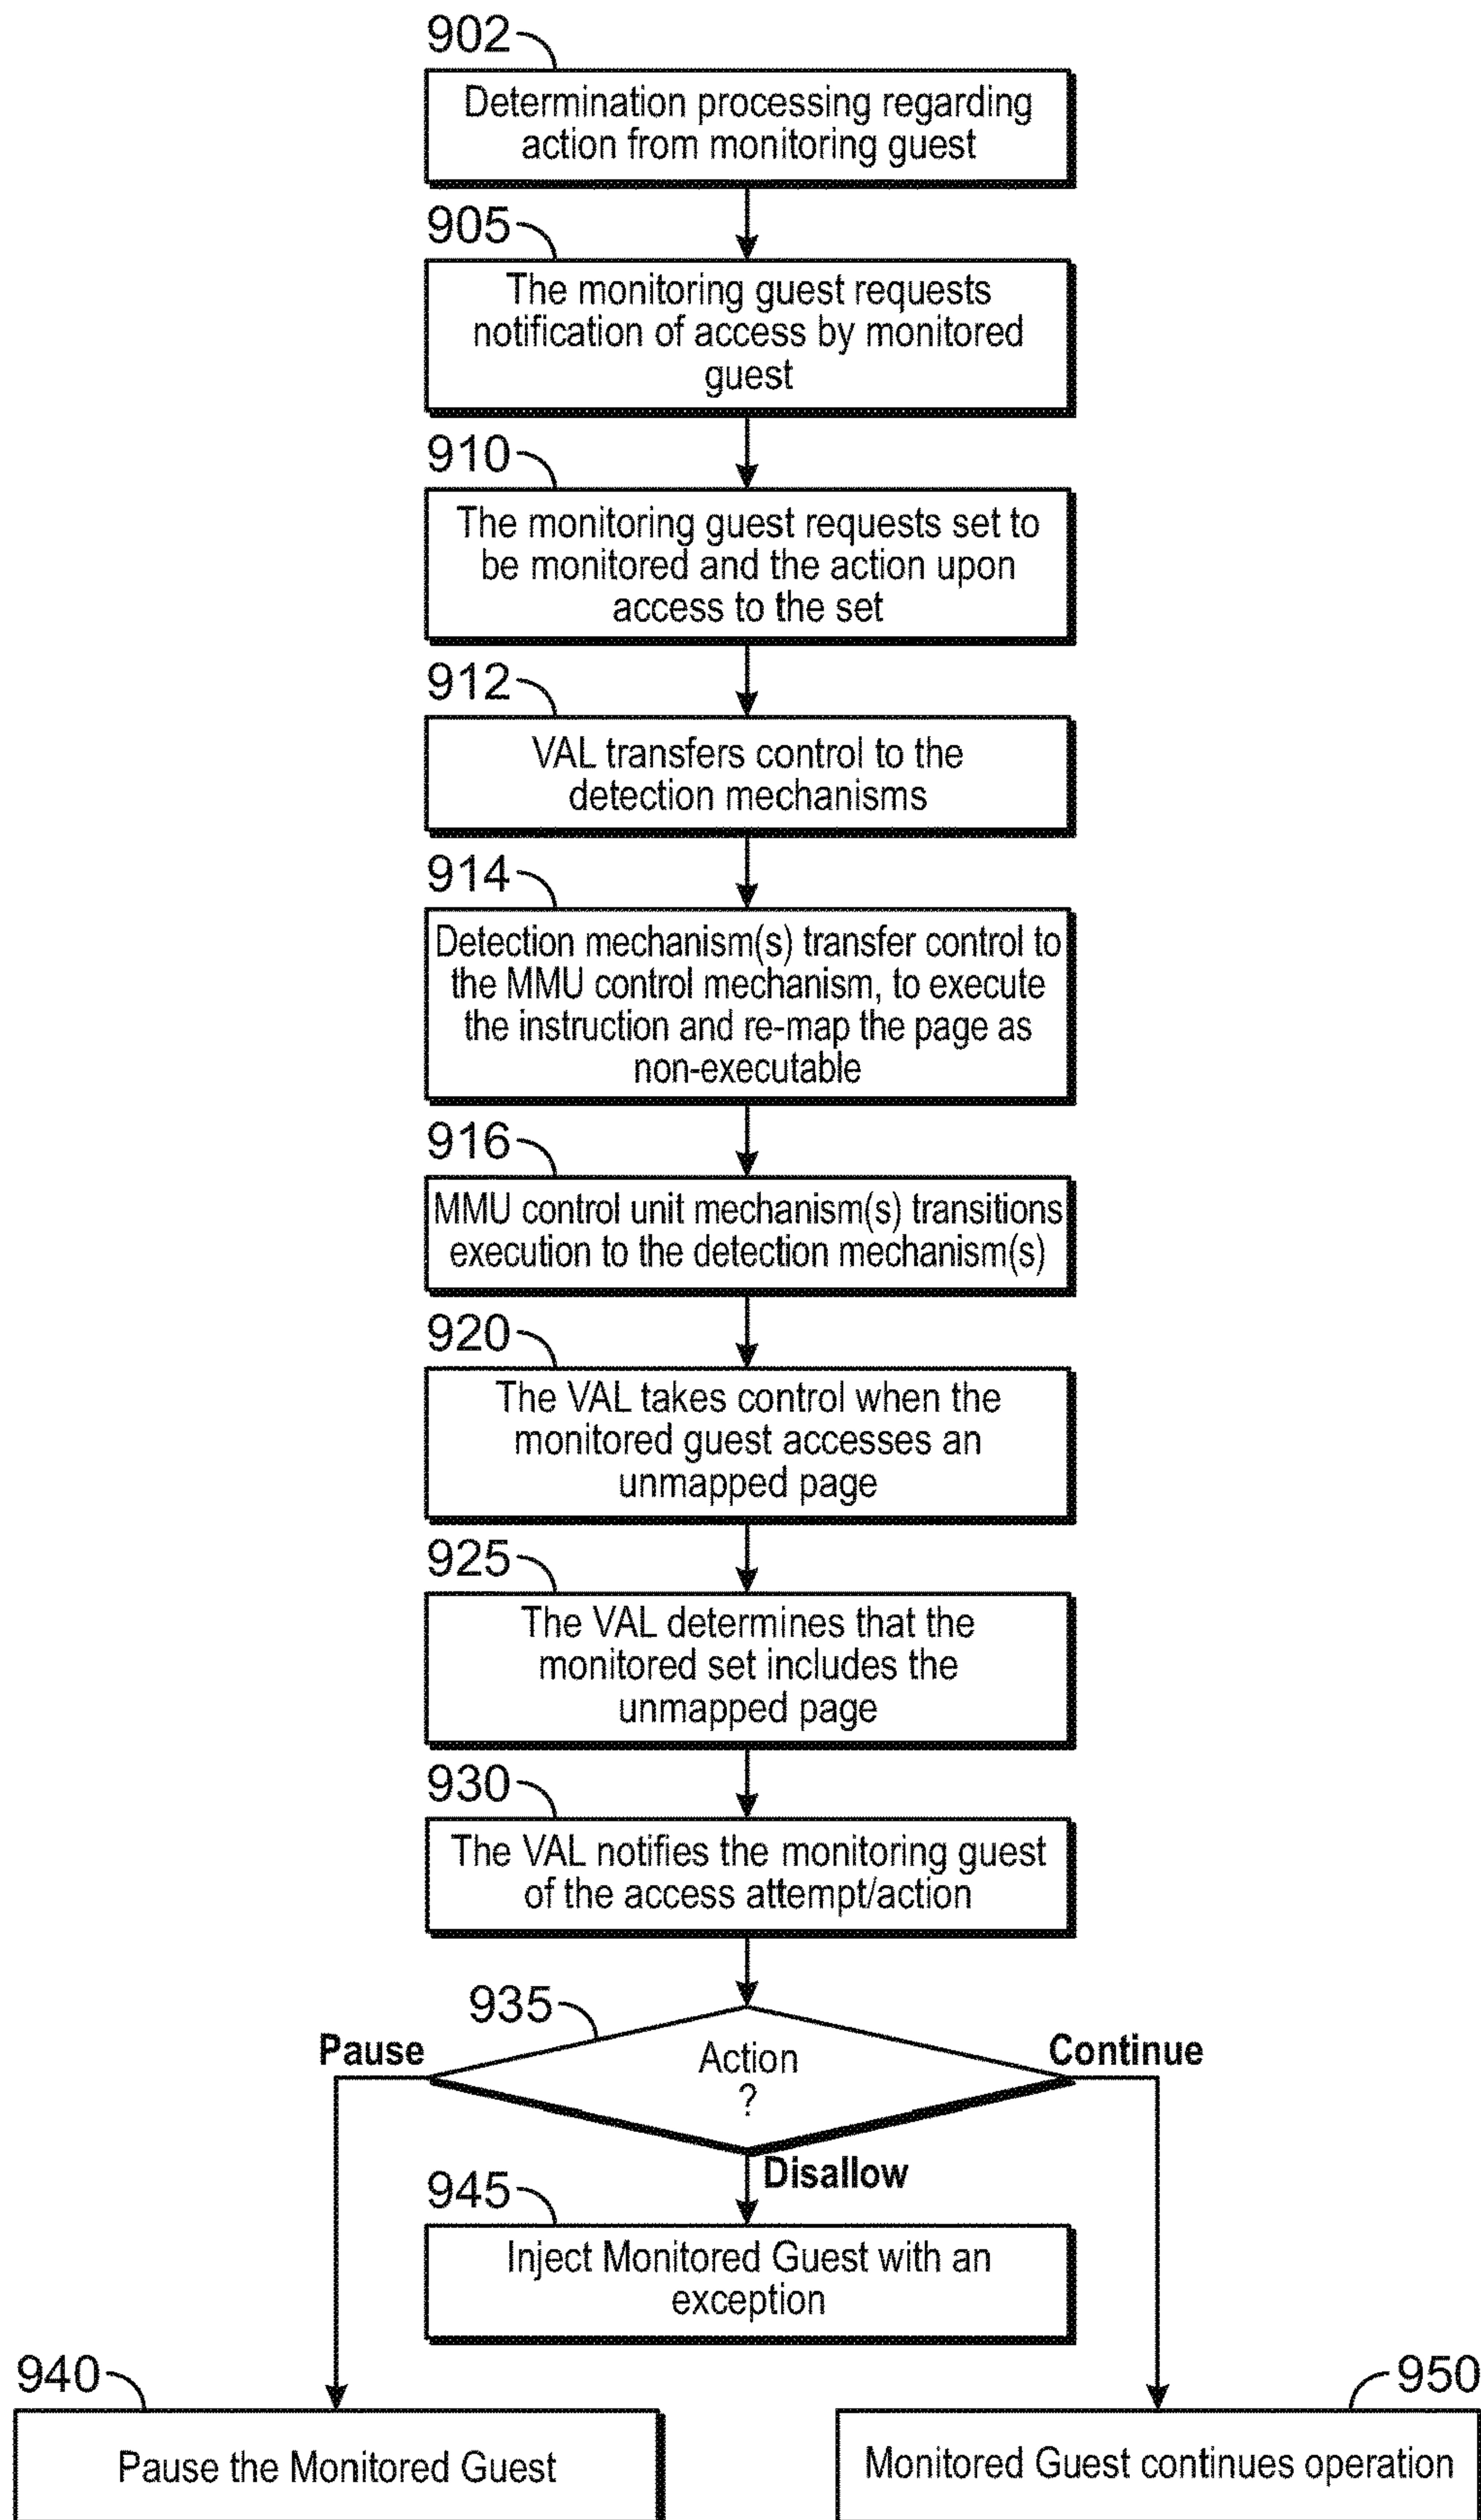 902
Determination processing regarding
action from monitoring guest
905
The monitoring guest requests
notification of access by monitored
guest
910
The monitoring guest requests set to
be monitored and the action upon
access to the set
912
VAL transfers control to the
detection mechanisms
914
Detection mechanism(s) transfer control to
the MMU control mechanism, to execute
the instruction and re-map the page as
non-executable
916
MMU control unit mechanism(s) transitions
execution to the detection mechanism(s)
920
The VAL takes control when the
monitored guest accesses an
unmapped page
925
The VAL determines that the
monitored set includes the
unmapped page
930
The VAL notifies the monitoring guest
of the access attempt/action
935
Pause
Action
?
Continue
Disallow
945
Inject Monitored Guest with an
exception
940
Pause the Monitored Guest
950
Monitored Guest continues operation